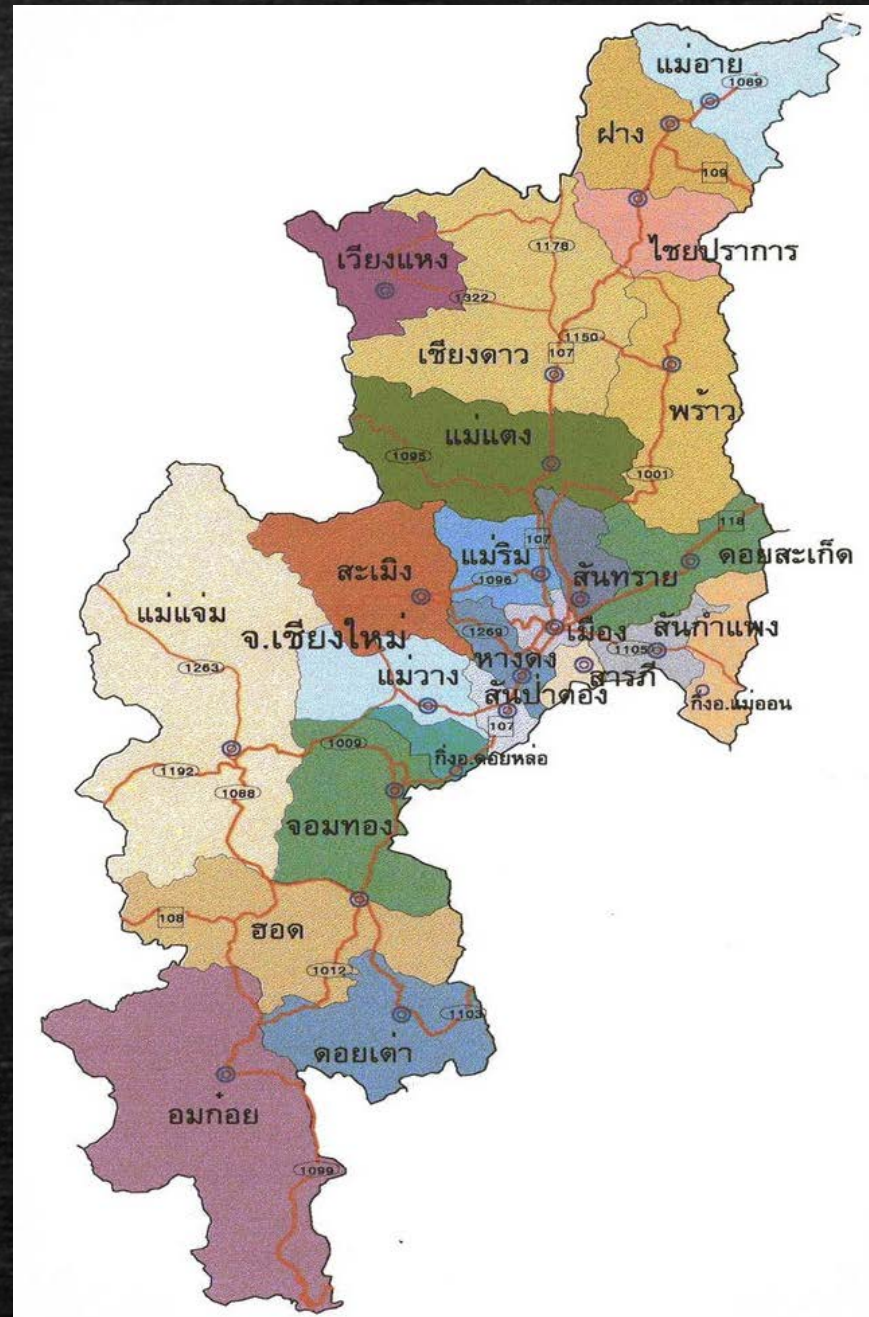 แม่อาย
1089
ฝาง
109
ไชยปราการ
1178
เวียงแหง
1322
1150
เชียงดาว
107
พร้าว
แม่แตง
1095
1001
118
107
ดอยสะเก็ด
แม่ริม
สะเมิง
1096
สันทราย
แม่แจ่ม
จ.เชียงใหม่
1269
เมือง
สันกำแพง
1263
หางดง
1105
แม่วาง
สารภี
สันป่าตอง
กิ่งอ.แม่ออน
107
1009
กิ่งอ.ดอยหล่อ
1192
1088
จอมทอง
108
ฮอด
1012
1103
ดอยเต่า
อมก๋อย
1099